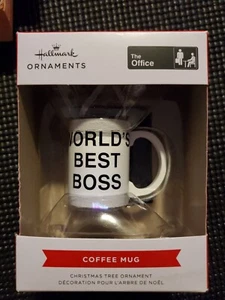 Hallmark
ORNAMENTS
The
Office
WORLD'S
BEST
BOSS
COFFEE MUG
CHRISTMAS TREE ORNAMENT
DÉCORATION POUR L'ARBRE DE NOËL